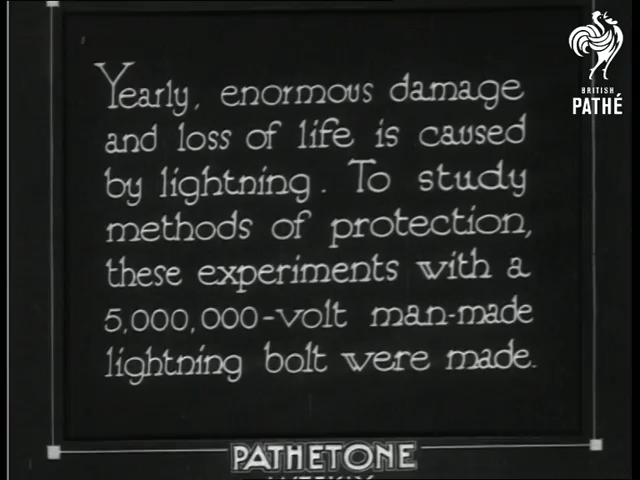 BRITISH
PATHÉ
Yearly, enormous damage
and loss of life is caused
by lightning. To study
methods of protection,
these experiments with a
5,000,000-volt man-made
lightning bolt were made.
PATHETONE
WEEKLY